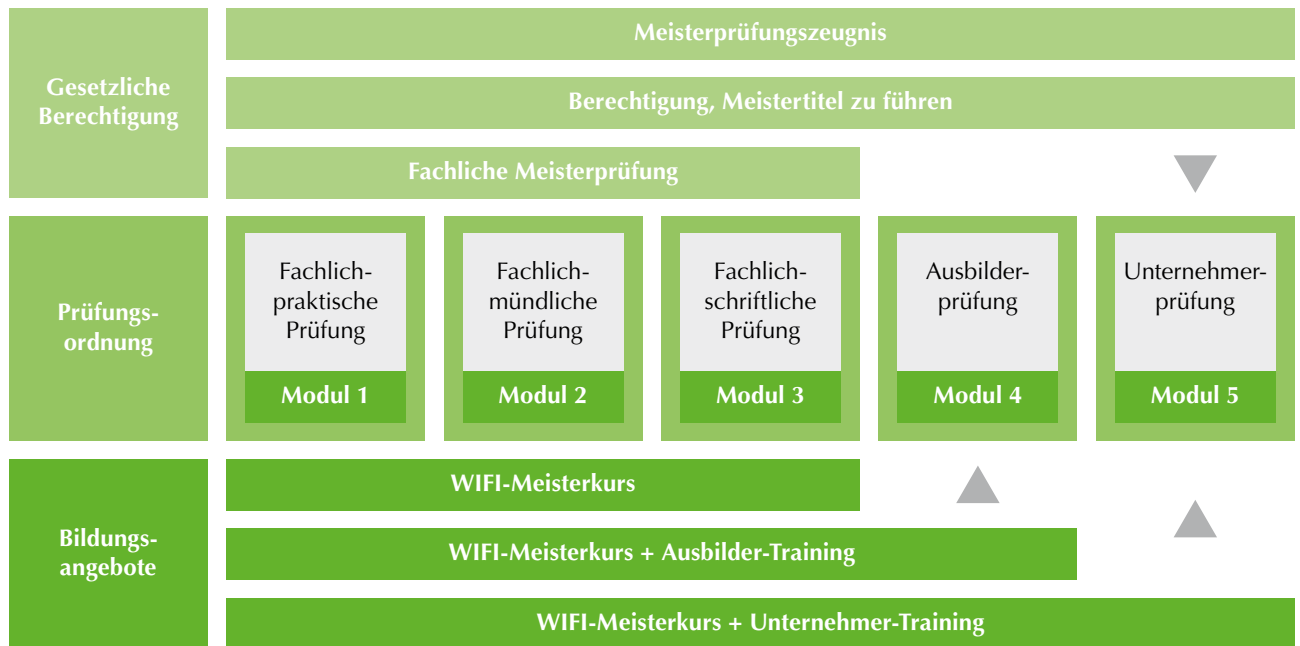 Gesetzliche
Berechtigung
Meisterprüfungszeugnis
Berechtigung, Meistertitel zu führen
Fachliche Meisterprüfung
Prüfungs-
ordnung
Fachlich-
praktische
Prüfung
Modul 1
Fachlich-
mündliche
Prüfung
Modul 2
Fachlich-
schriftliche
Prüfung
Modul 3
Ausbilder-
prüfung
Modul 4
Unternehmer-
prüfung
Modul 5
Bildungs-
angebote
WIFI-Meisterkurs
WIFI-Meisterkurs + Ausbilder-Training
WIFI-Meisterkurs + Unternehmer-Training